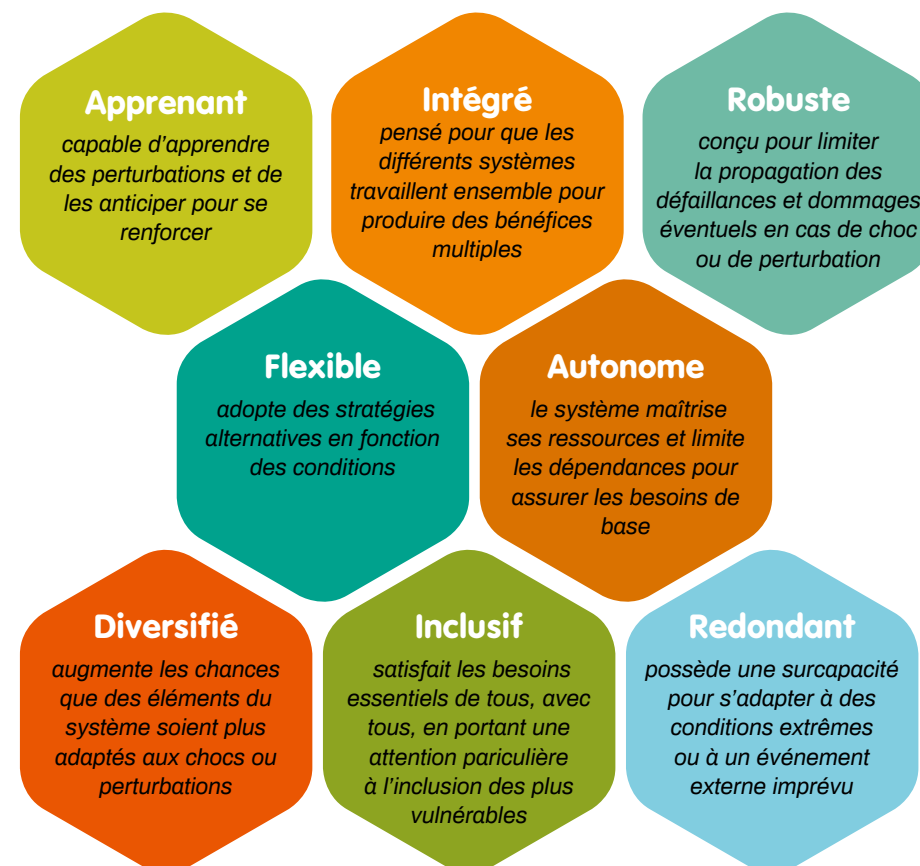 Apprenant
capable d'apprendre
des perturbations et de
les anticiper pour se
renforcer
Intégré
pensé pour que les
différents systèmes
travaillent ensemble pour
produire des bénéfices
multiples
Robuste
conçu pour limiter
la propagation des
défaillances et dommages
éventuels en cas de choc
ou de perturbation
Flexible
adopte des stratégies
alternatives en fonction
des conditions
Autonome
le système maîtrise
ses ressources et limite
les dépendances pour
assurer les besoins de
base
Diversifié
augmente les chances
que des éléments du
système soient plus
adaptés aux chocs ou
perturbations
Inclusif
satisfait les besoins
essentiels de tous, avec
tous, en portant une
attention pariculière
à l'inclusion des plus
vulnérables
Redondant
possède une surcapacité
pour s'adapter à des
conditions extrêmes
ou à un événement
externe imprévu